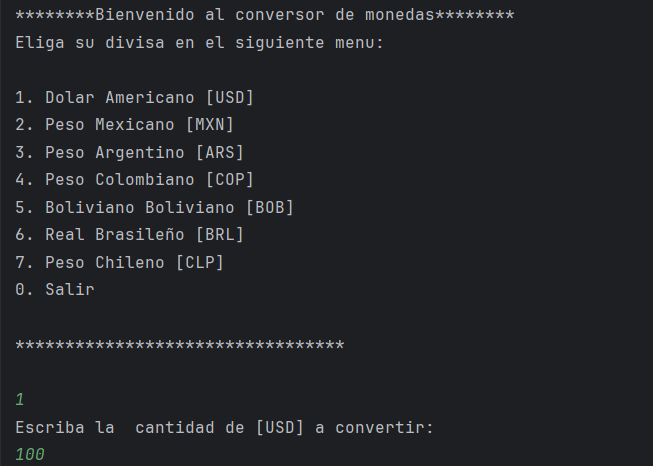 ********Bienvenido al conversor de monedas********
Eliga su divisa en el siguiente menu:
1. Dolar Americano [USD]
2. Peso Mexicano [MXN]
3. Peso Argentino [ARS]
4. Peso Colombiano [COP]
5. Boliviano Boliviano [BOB]
6. Real Brasileño [BRL]
7. Peso Chileno [CLP]
0. Salir
*********************************
1
Escriba la  cantidad de [USD] a convertir:
100